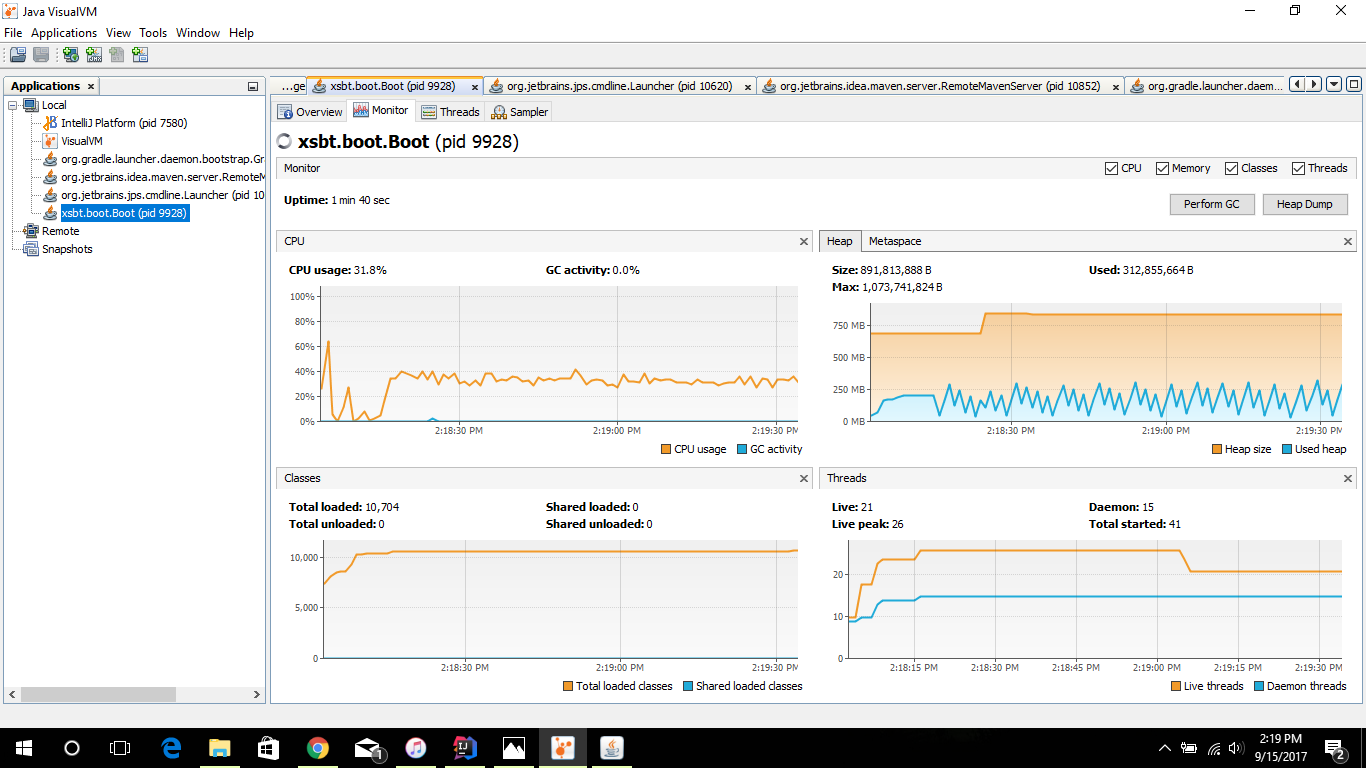 Java VisualVM
File Applications View Tools Window Help
Applications
Local
IntelliJ Platform (pid 7580)
VisualVM
org.gradle.launcher.daemon.bootstrap.Gr
org.jetbrains.idea.maven.server.RemoteM
org.jetbrains.jps.cmdline.Launcher (pid 10
xsbt.boot.Boot (pid 9928)
Remote
Snapshots
...ge xsbt.boot.Boot (pid 9928) org.jetbrains.jps.cmdline.Launcher (pid 10620) org.jetbrains.idea.maven.server.RemoteMavenServer (pid 10852) org.gradle.launcher.daem...
Overview Monitor Threads Sampler
xsbt.boot.Boot (pid 9928)
Monitor CPU Memory Classes Threads
Uptime: 1 min 40 sec
Perform GC Heap Dump
CPU
CPU usage: 31.8% GC activity: 0.0%
100%
80%
60%
40%
20%
0%
2:18:30 PM 2:19:00 PM 2:19:30 PM
CPU usage GC activity
Heap Metaspace
Size: 891,813,888 B Used: 312,855,664 B
Max: 1,073,741,824 B
750 MB
500 MB
250 MB
0 MB
2:18:30 PM 2:19:00 PM 2:19:30 PM
Heap size Used heap
Classes
Total loaded: 10,704 Shared loaded: 0
Total unloaded: 0 Shared unloaded: 0
10,000
5,000
0
2:18:30 PM 2:19:00 PM 2:19:30 PM
Total loaded classes Shared loaded classes
Threads
Live: 21 Daemon: 15
Live peak: 26 Total started: 41
20
10
0
2:18:15 PM 2:18:30 PM 2:18:45 PM 2:19:00 PM 2:19:15 PM 2:19:30 PM
Live threads Daemon threads
1
IJ
2:19 PM
9/15/2017
2